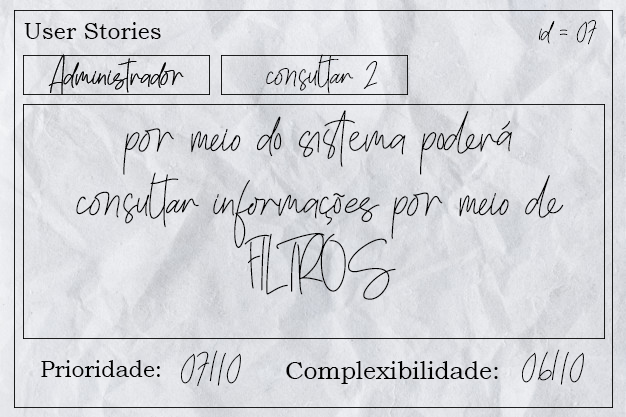 User Stories
id = 07
Administrador
consultar 2
por meio do sistema poderá
consultar informações por meio de
FILTROS
Prioridade: 07/10
Complexibilidade: 06/10